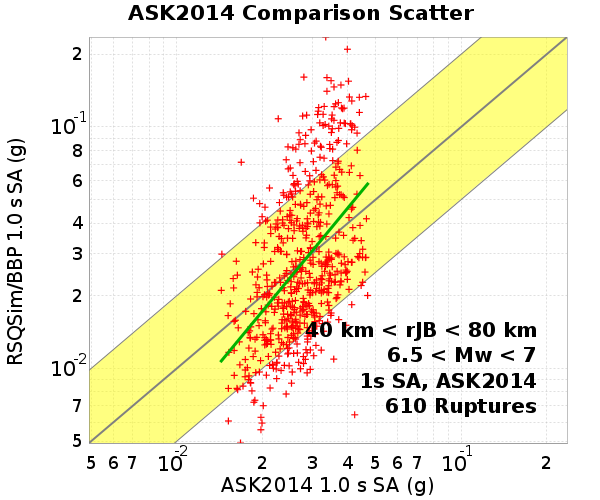 ASK2014 Comparison Scatter
RSQSim/BBP 1.0 s SA (g)
2
10-1
8
6
4
3
2
10-2
7
5
40 km < rJB < 80 km
6.5 < Mw < 7
1s SA, ASK2014
610 Ruptures
5 6 7 10-2 2 3 4 5 6 7 10-1 2
ASK2014 1.0 s SA (g)